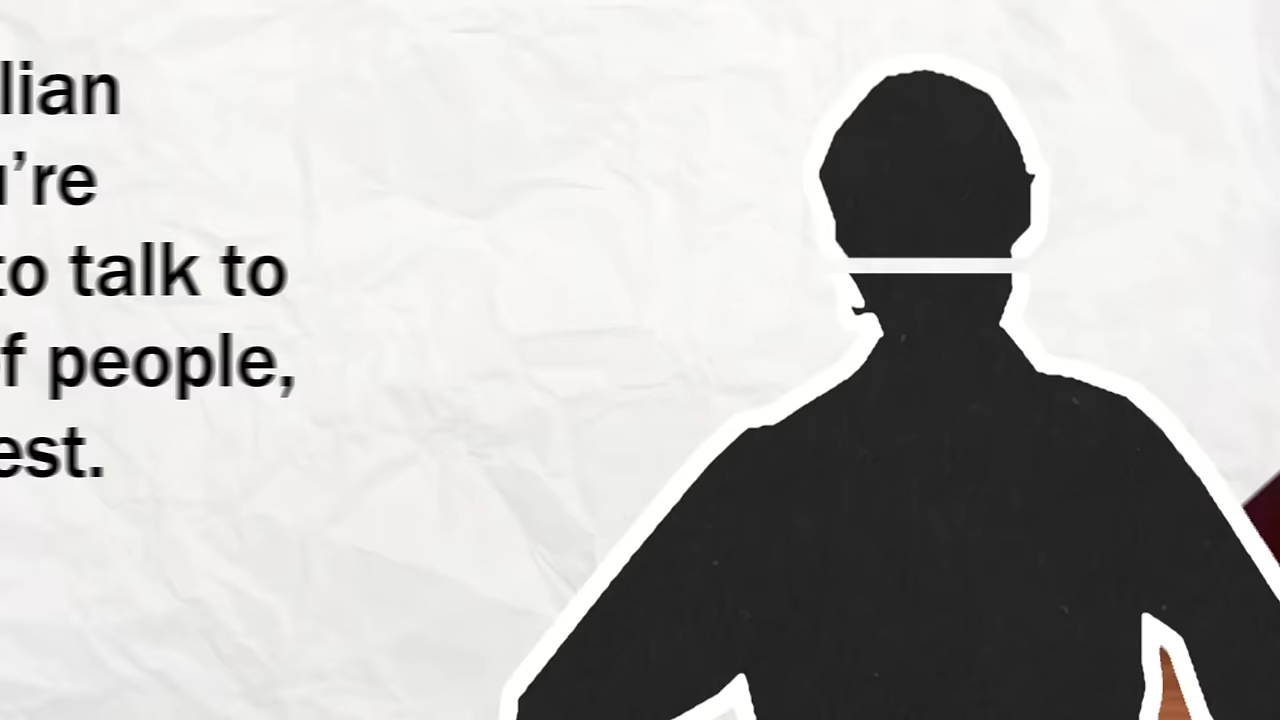 lian
u’re
to talk to
f people,
est.